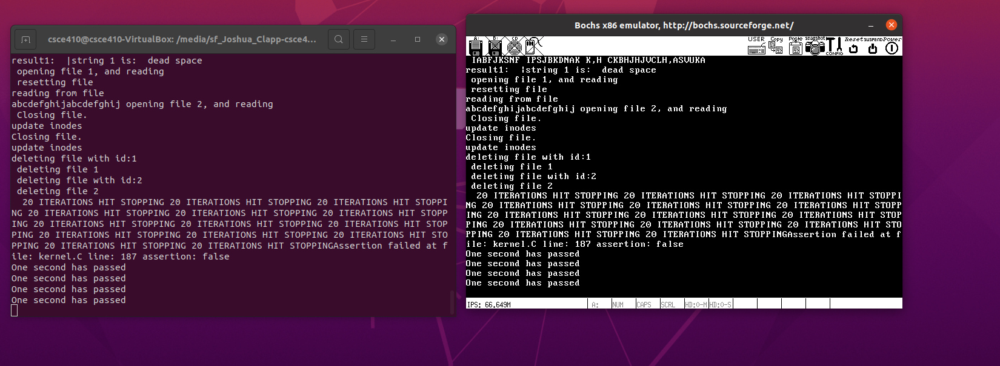 csce410@csce410-VirtualBox: /media/sf_Joshua_Clapp-csce4...
result1:  |string 1 is:  dead space
 opening file 1, and reading
 resetting file
reading from file
abcdefghijabcdefghij opening file 2, and reading
 Closing file.
update inodes
Closing file.
update inodes
deleting file with id:1
 deleting file 1
 deleting file with id:2
 deleting file 2
  20 ITERATIONS HIT STOPPING 20 ITERATIONS HIT STOPPING 20 ITERATIONS HIT STOPPI
NG 20 ITERATIONS HIT STOPPING 20 ITERATIONS HIT STOPPING 20 ITERATIONS HIT STOPP
ING 20 ITERATIONS HIT STOPPING 20 ITERATIONS HIT STOPPING 20 ITERATIONS HIT STOP
PING 20 ITERATIONS HIT STOPPING 20 ITERATIONS HIT STOPPING 20 ITERATIONS HIT STO
PPING 20 ITERATIONS HIT STOPPING 20 ITERATIONS HIT STOPPINGAssertion failed at f
ile: kernel.C line: 187 assertion: false
One second has passed
One second has passed
One second has passed
One second has passed
Bochs x86 emulator, http://bochs.sourceforge.net/
A: B: CD USER Copy Paste snapshot CONFIG Reset SUSPEND Power
 IABFJKSNF IPSJBKDNAK K,H CKBHJHJVCLH,ASVUKA
result1:  |string 1 is:  dead space
 opening file 1, and reading
 resetting file
reading from file
abcdefghijabcdefghij opening file 2, and reading
 Closing file.
update inodes
Closing file.
update inodes
deleting file with id:1
 deleting file 1
 deleting file with id:2
 deleting file 2
  20 ITERATIONS HIT STOPPING 20 ITERATIONS HIT STOPPING 20 ITERATIONS HIT STOPPI
NG 20 ITERATIONS HIT STOPPING 20 ITERATIONS HIT STOPPING 20 ITERATIONS HIT STOPP
ING 20 ITERATIONS HIT STOPPING 20 ITERATIONS HIT STOPPING 20 ITERATIONS HIT STOP
PING 20 ITERATIONS HIT STOPPING 20 ITERATIONS HIT STOPPING 20 ITERATIONS HIT STO
PPING 20 ITERATIONS HIT STOPPING 20 ITERATIONS HIT STOPPINGAssertion failed at f
ile: kernel.C line: 187 assertion: false
One second has passed
One second has passed
One second has passed
One second has passed
IPS: 66.649M A: NUM CAPS SCRL HD:0-M HD:0-S